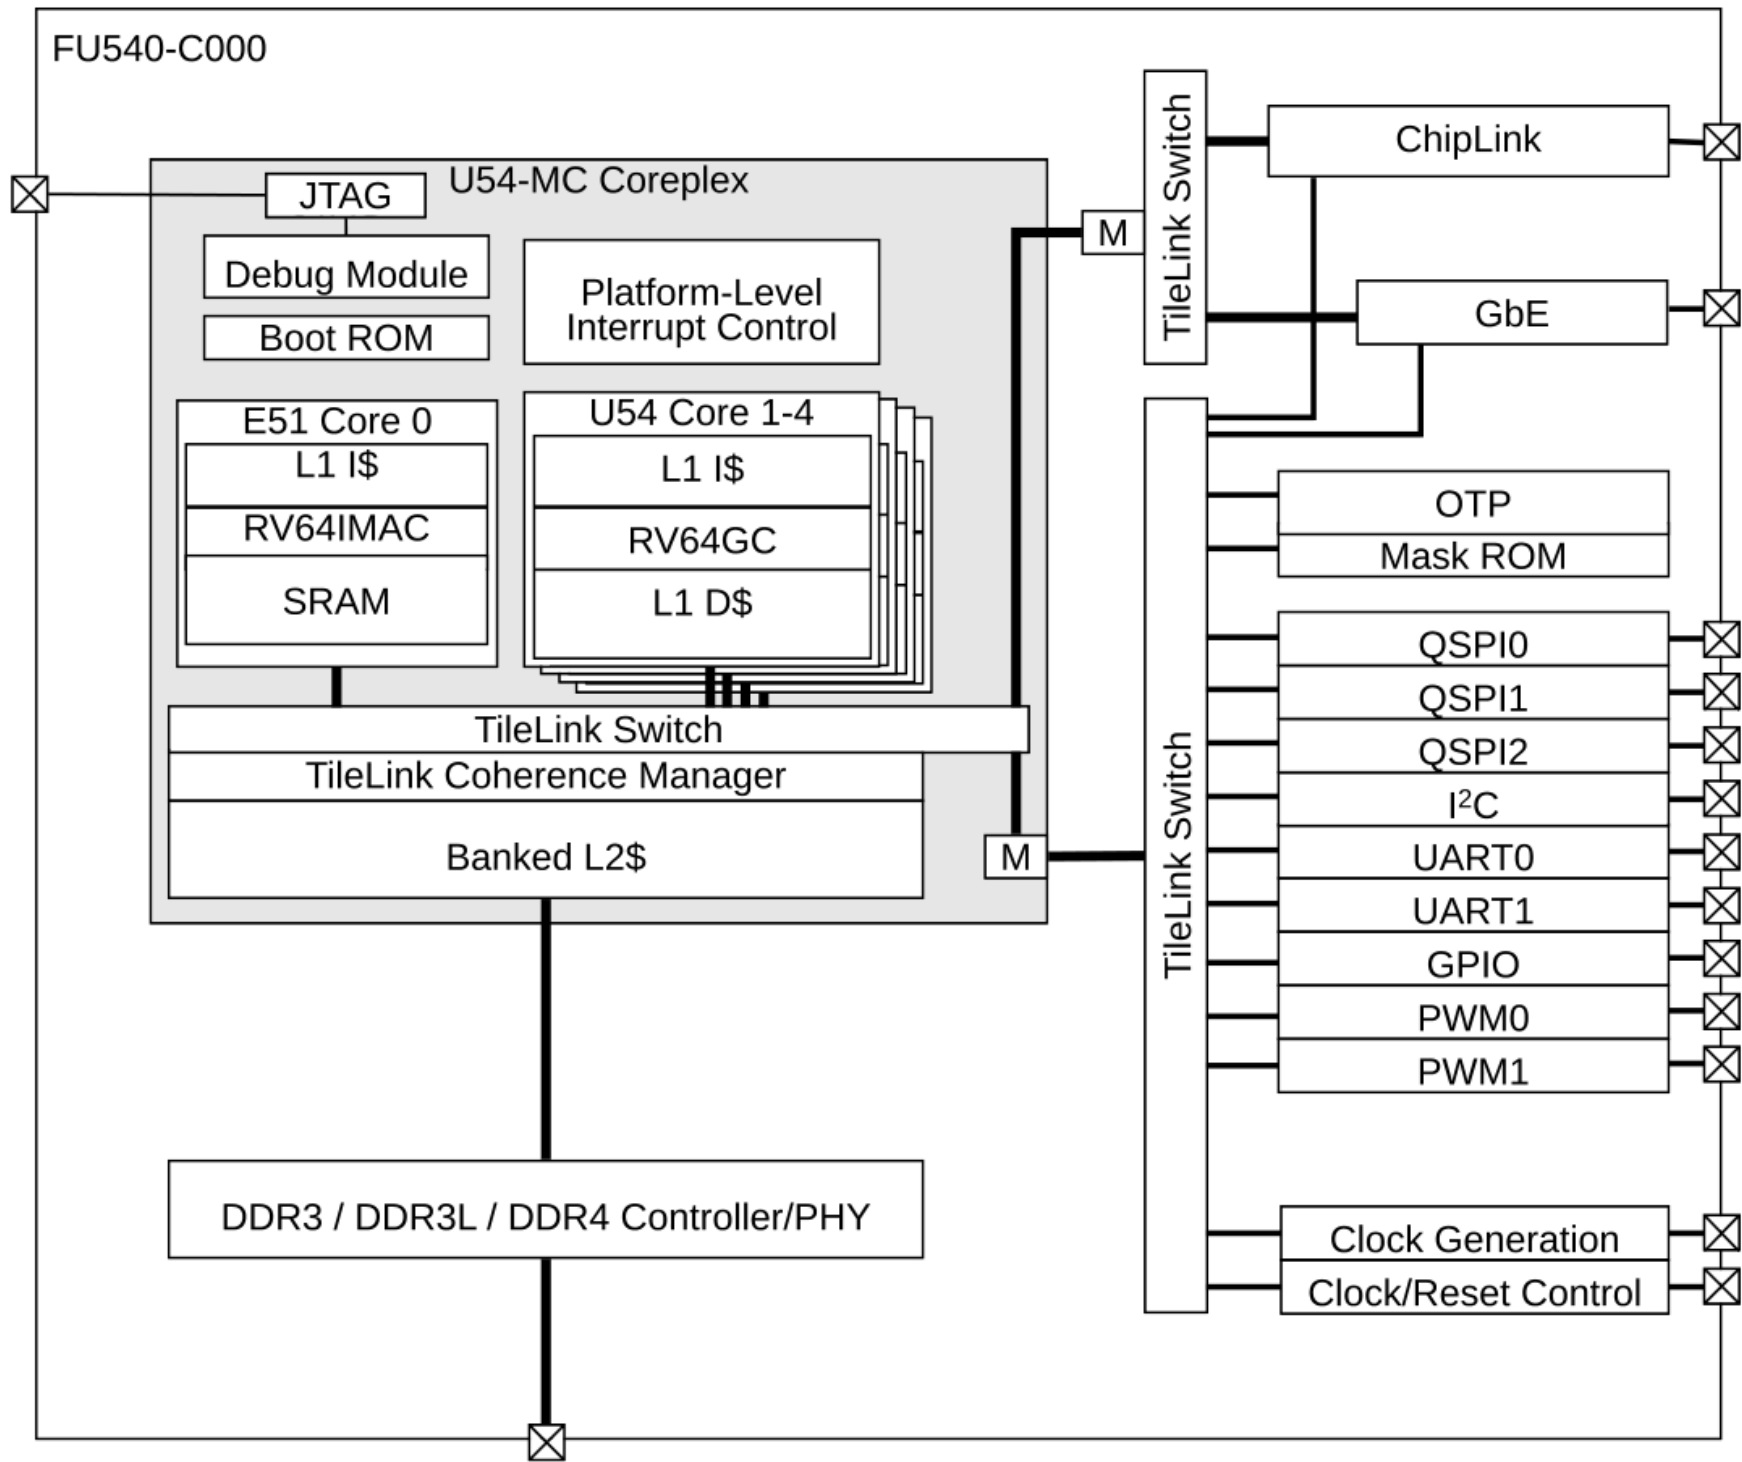 FU540-C000
U54-MC Coreplex
JTAG
Debug Module
Boot ROM
Platform-Level
Interrupt Control
E51 Core 0
L1 I$
RV64IMAC
SRAM
U54 Core 1-4
L1 I$
RV64GC
L1 D$
TileLink Switch
TileLink Coherence Manager
Banked L2$
M
M
DDR3 / DDR3L / DDR4 Controller/PHY
TileLink Switch
ChipLink
GbE
TileLink Switch
OTP
Mask ROM
QSPI0
QSPI1
QSPI2
I²C
UART0
UART1
GPIO
PWM0
PWM1
Clock Generation
Clock/Reset Control